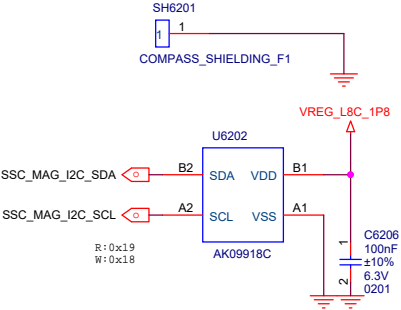 SH6201
1
1
COMPASS_SHIELDING_F1
VREG_L8C_1P8
U6202
SSC_MAG_I2C_SDA
B2
SDA
VDD
B1
SSC_MAG_I2C_SCL
A2
SCL
VSS
A1
R:0x19
W:0x18
AK09918C
1
2
C6206
100nF
±10%
6.3V
0201